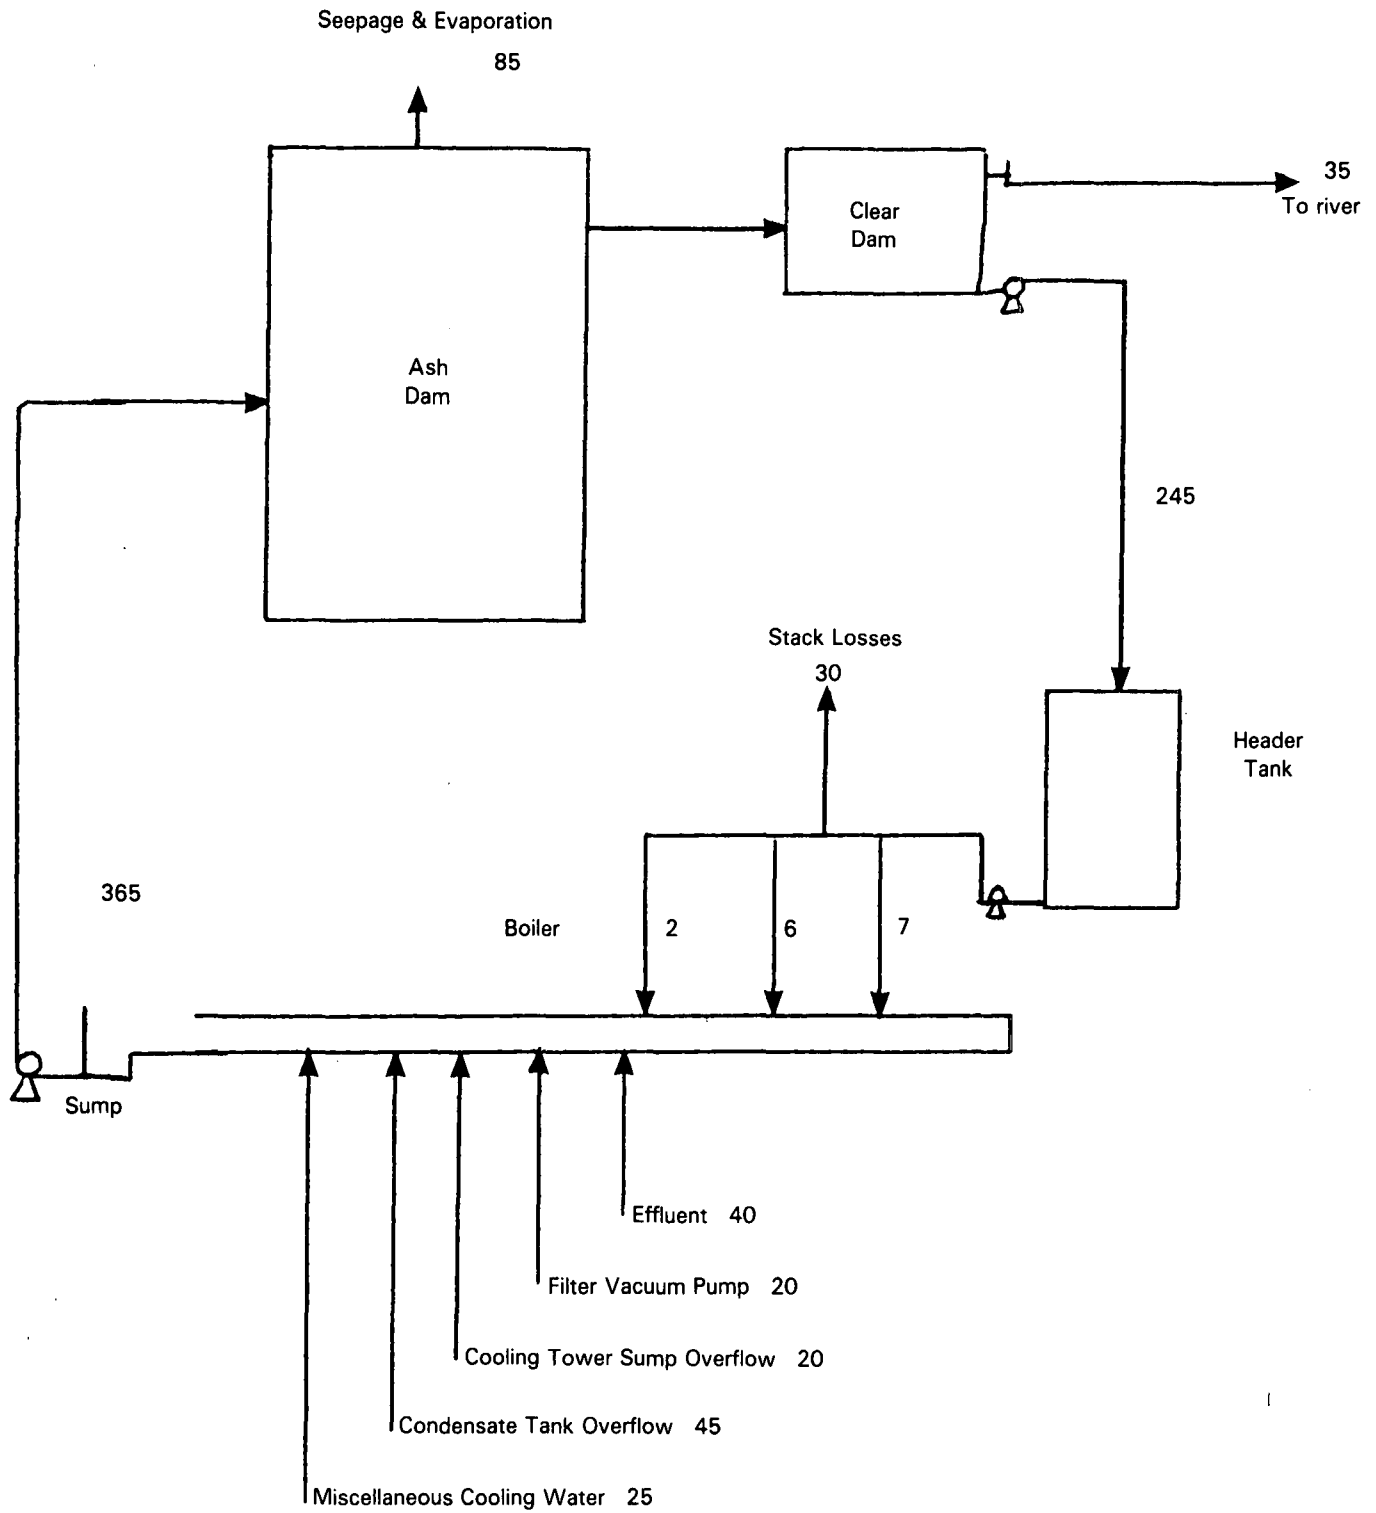 Seepage & Evaporation
85
35
To river
Clear
Dam
Ash
Dam
245
Stack Losses
30
Header
Tank
365
Boiler 2 6 7
Sump
Effluent 40
Filter Vacuum Pump 20
Cooling Tower Sump Overflow 20
Condensate Tank Overflow 45
Miscellaneous Cooling Water 25